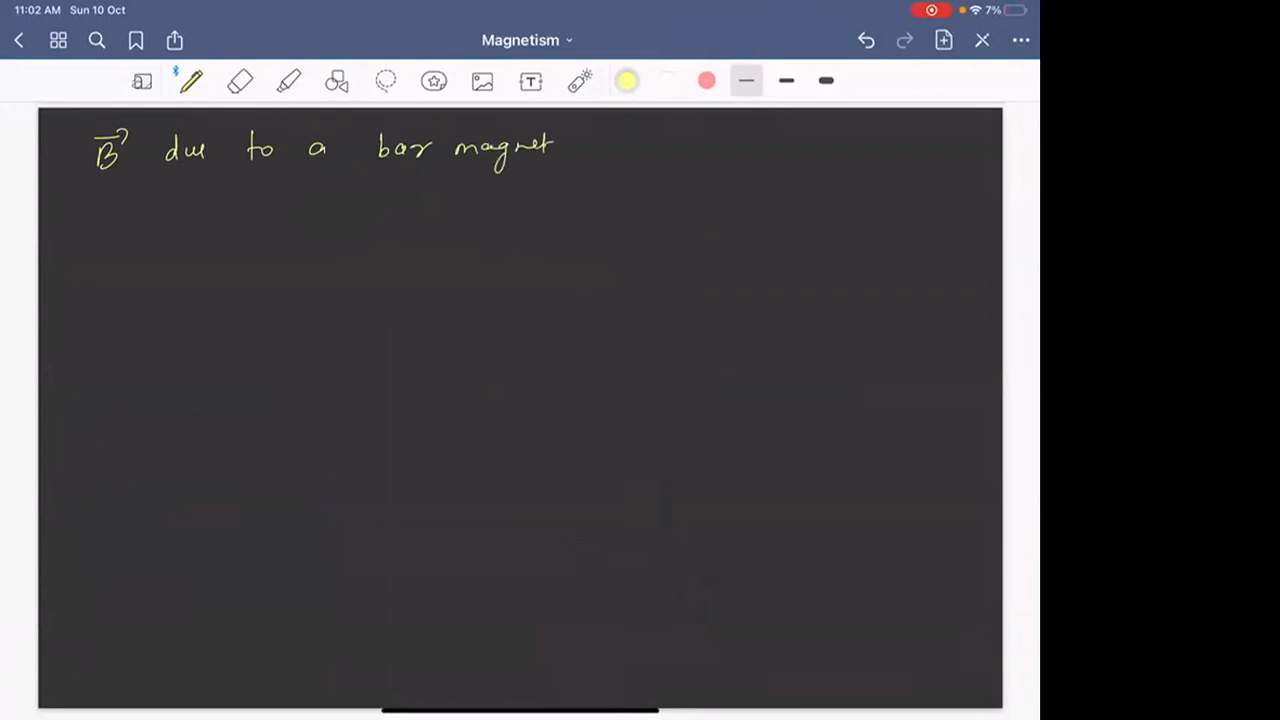 11:02 AM Sun 10 Oct
7%
Magnetism
T
B⃗ due to a bar magnet